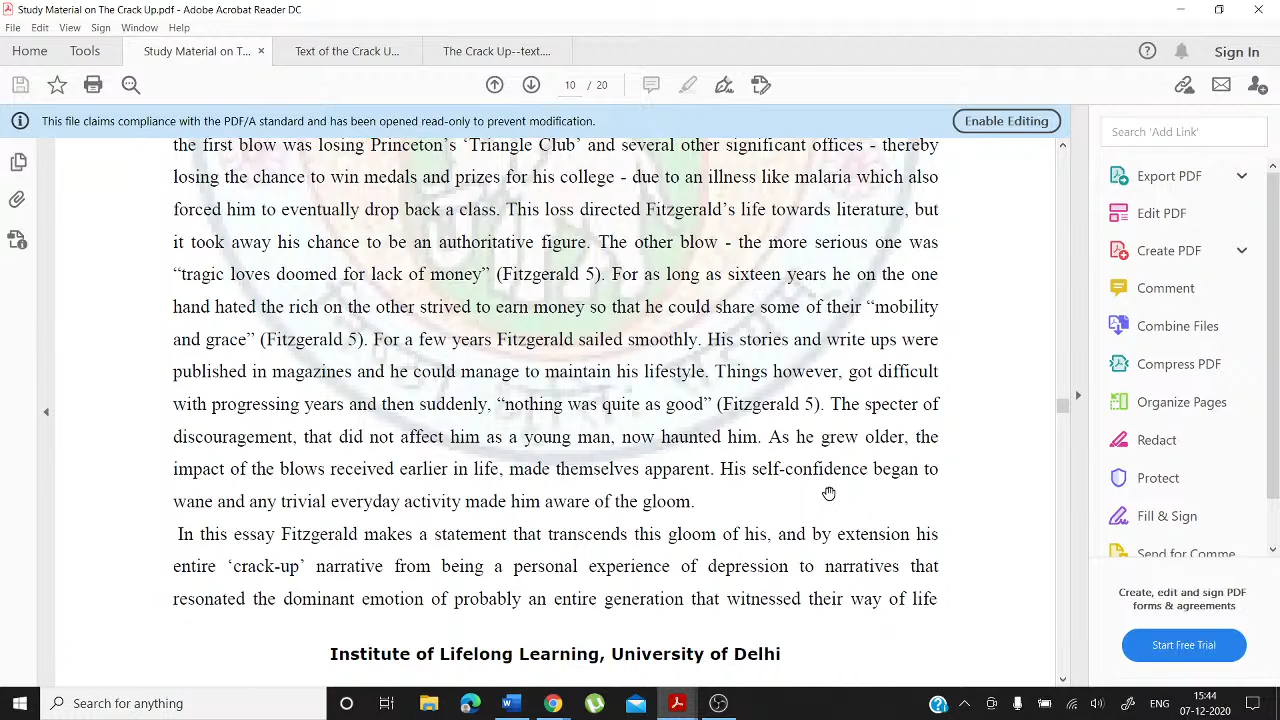 Study Material on The Crack Up.pdf - Adobe Acrobat Reader DC
File Edit View Sign Window Help
Home Tools Study Material on T... × Text of the Crack U... The Crack Up--text.... Sign In
10 / 20
This file claims compliance with the PDF/A standard and has been opened read-only to prevent modification. Enable Editing
the first blow was losing Princeton's 'Triangle Club' and several other significant offices - thereby
losing the chance to win medals and prizes for his college - due to an illness like malaria which also
forced him to eventually drop back a class. This loss directed Fitzgerald's life towards literature, but
it took away his chance to be an authoritative figure. The other blow - the more serious one was
“tragic loves doomed for lack of money” (Fitzgerald 5). For as long as sixteen years he on the one
hand hated the rich on the other strived to earn money so that he could share some of their “mobility
and grace” (Fitzgerald 5). For a few years Fitzgerald sailed smoothly. His stories and write ups were
published in magazines and he could manage to maintain his lifestyle. Things however, got difficult
with progressing years and then suddenly, “nothing was quite as good” (Fitzgerald 5). The specter of
discouragement, that did not affect him as a young man, now haunted him. As he grew older, the
impact of the blows received earlier in life, made themselves apparent. His self-confidence began to
wane and any trivial everyday activity made him aware of the gloom.
In this essay Fitzgerald makes a statement that transcends this gloom of his, and by extension his
entire 'crack-up' narrative from being a personal experience of depression to narratives that
resonated the dominant emotion of probably an entire generation that witnessed their way of life
Institute of Lifelong Learning, University of Delhi
Search 'Add Link'
Export PDF
Edit PDF
Create PDF
Comment
Combine Files
Compress PDF
Organize Pages
Redact
Protect
Fill & Sign
Send for Comme
Create, edit and sign PDF
forms & agreements
Start Free Trial
Search for anything
ENG
15:44
07-12-2020